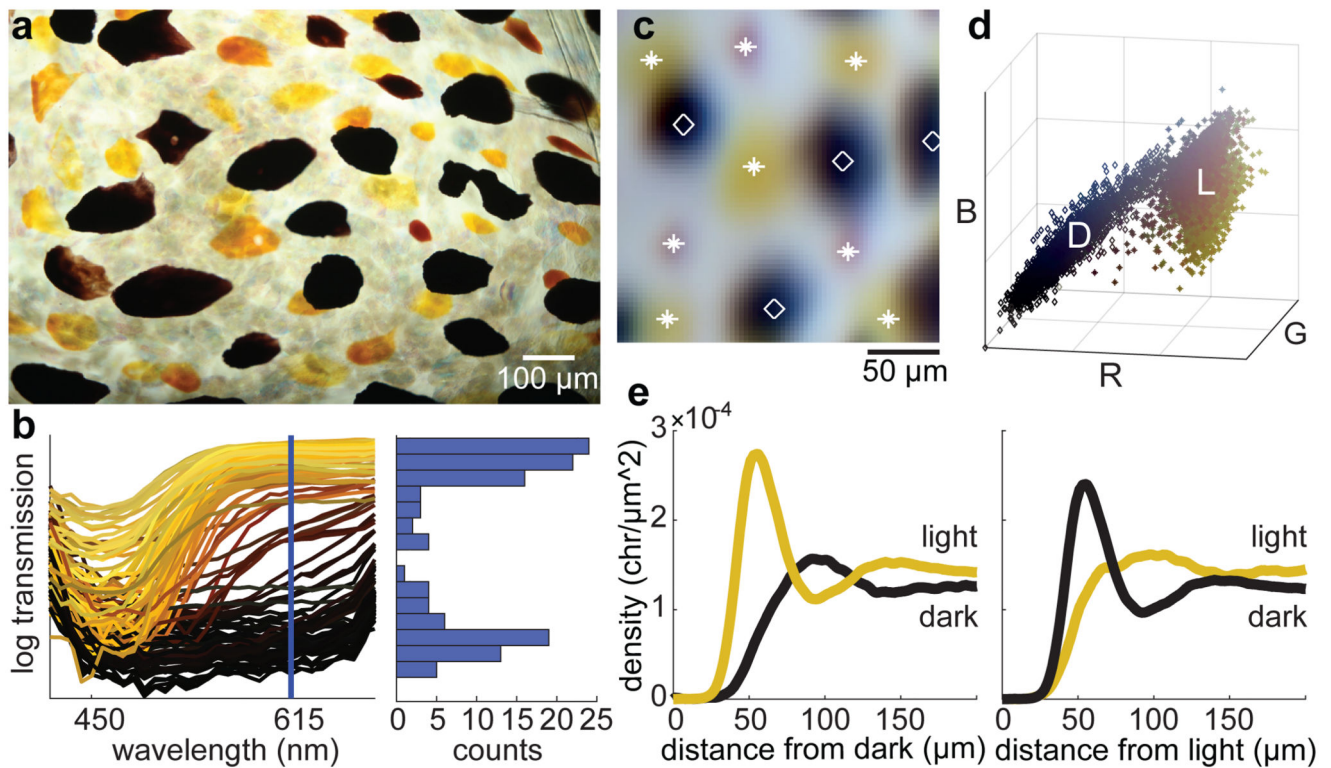 a
100 μm
c
50 μm
d
B
D
L
G
R
b
log transmission
450
615
wavelength (nm)
0 5 10 15 20 25
counts
e
3×10-4
density (chr/μm^2)
1×10-4
0
light
dark
0 50 100 150
distance from dark (μm)
light
dark
0 50 100 150
distance from light (μm)